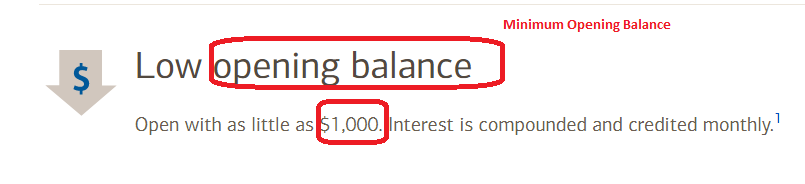 Minimum Opening Balance
$
Low opening balance
Open with as little as $1,000. Interest is compounded and credited monthly.1